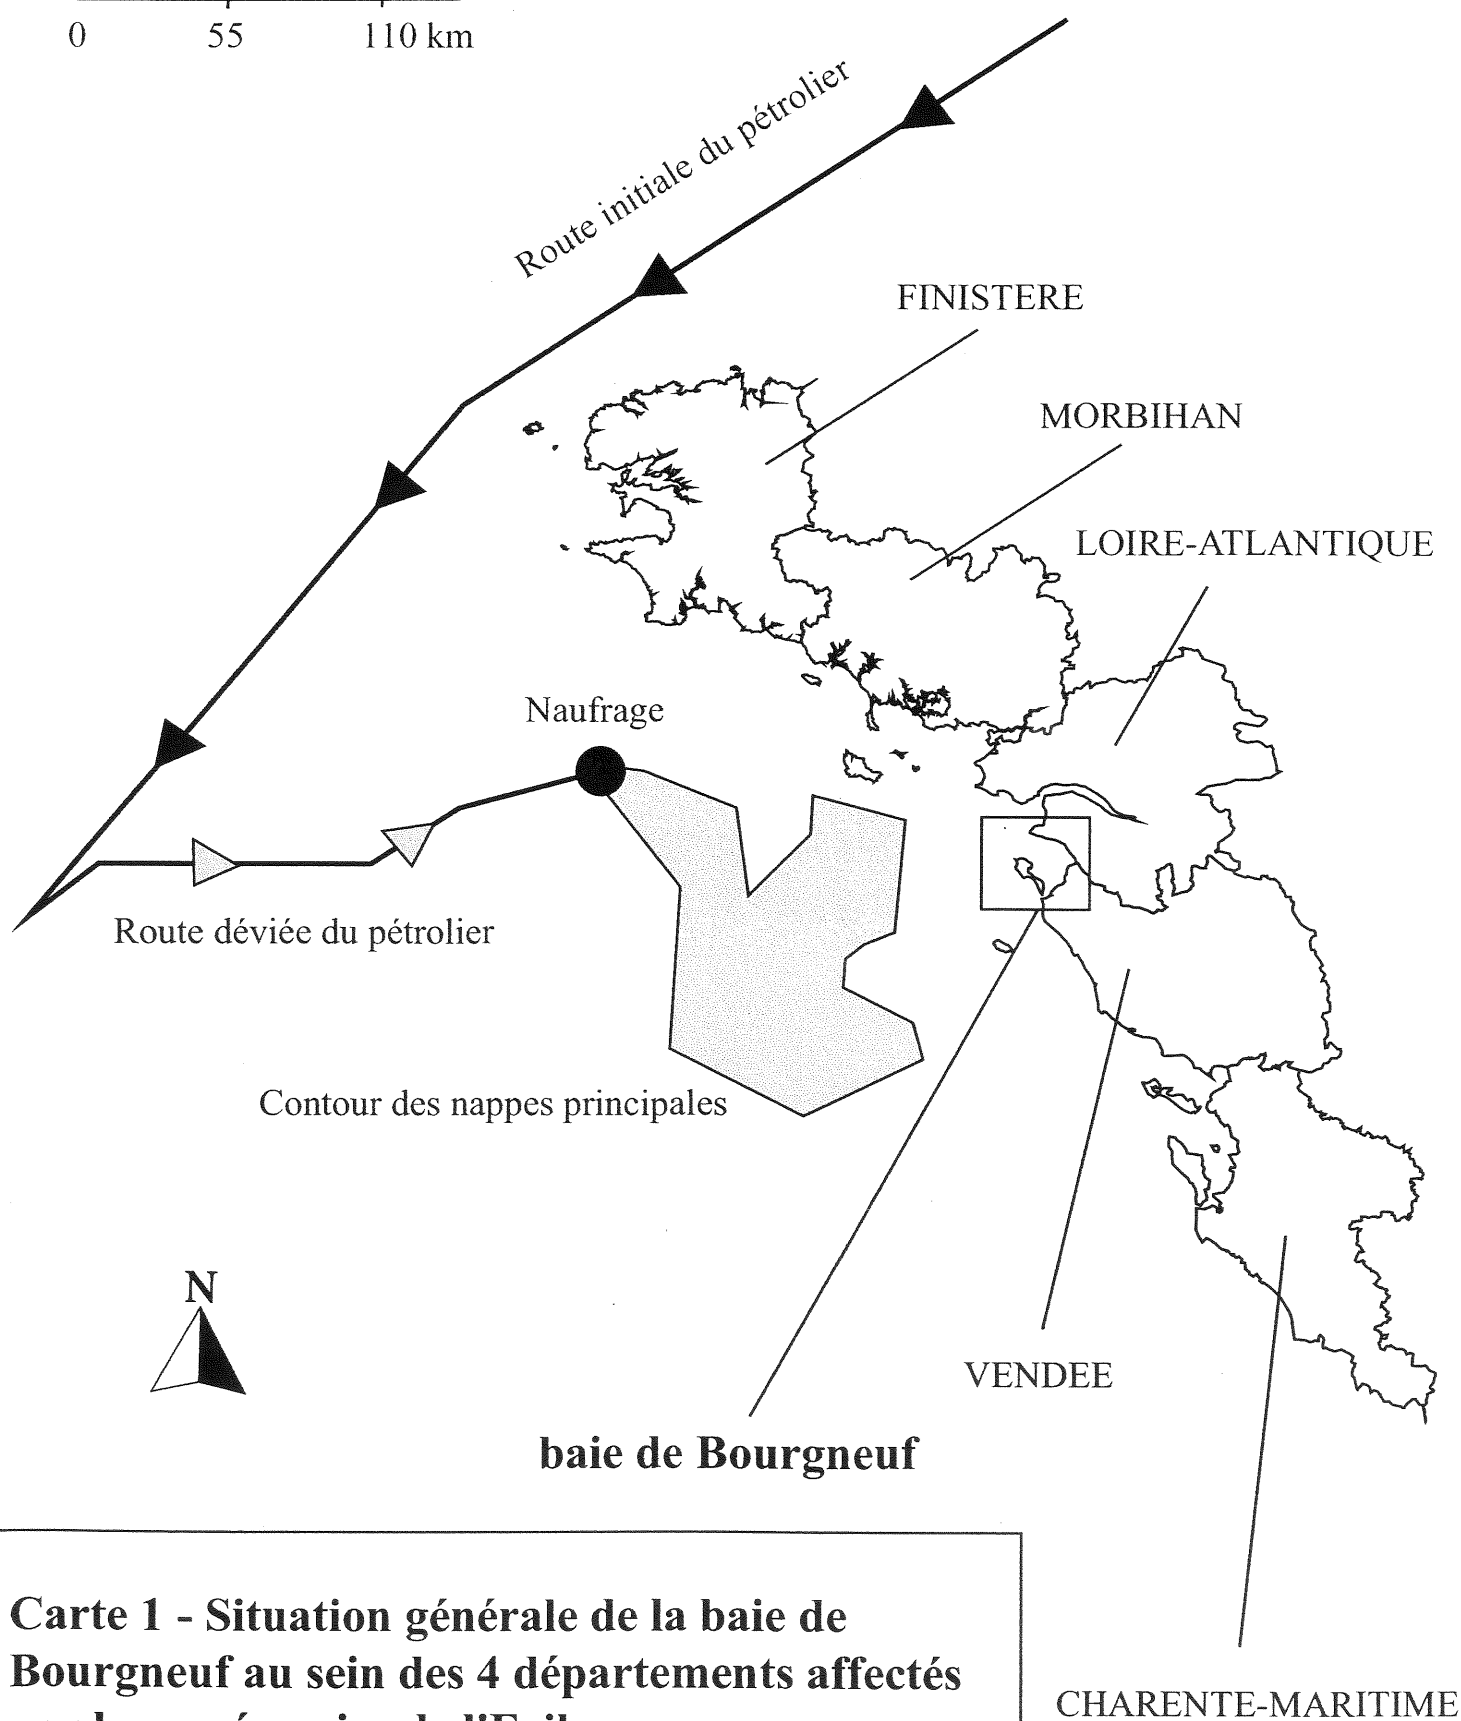 0 55 110 km
Route initiale du pétrolier
FINISTERE
MORBIHAN
LOIRE-ATLANTIQUE
Naufrage
Route déviée du pétrolier
Contour des nappes principales
N
VENDEE
baie de Bourgneuf
Carte 1 - Situation générale de la baie de
Bourgneuf au sein des 4 départements affectés
CHARENTE-MARITIME